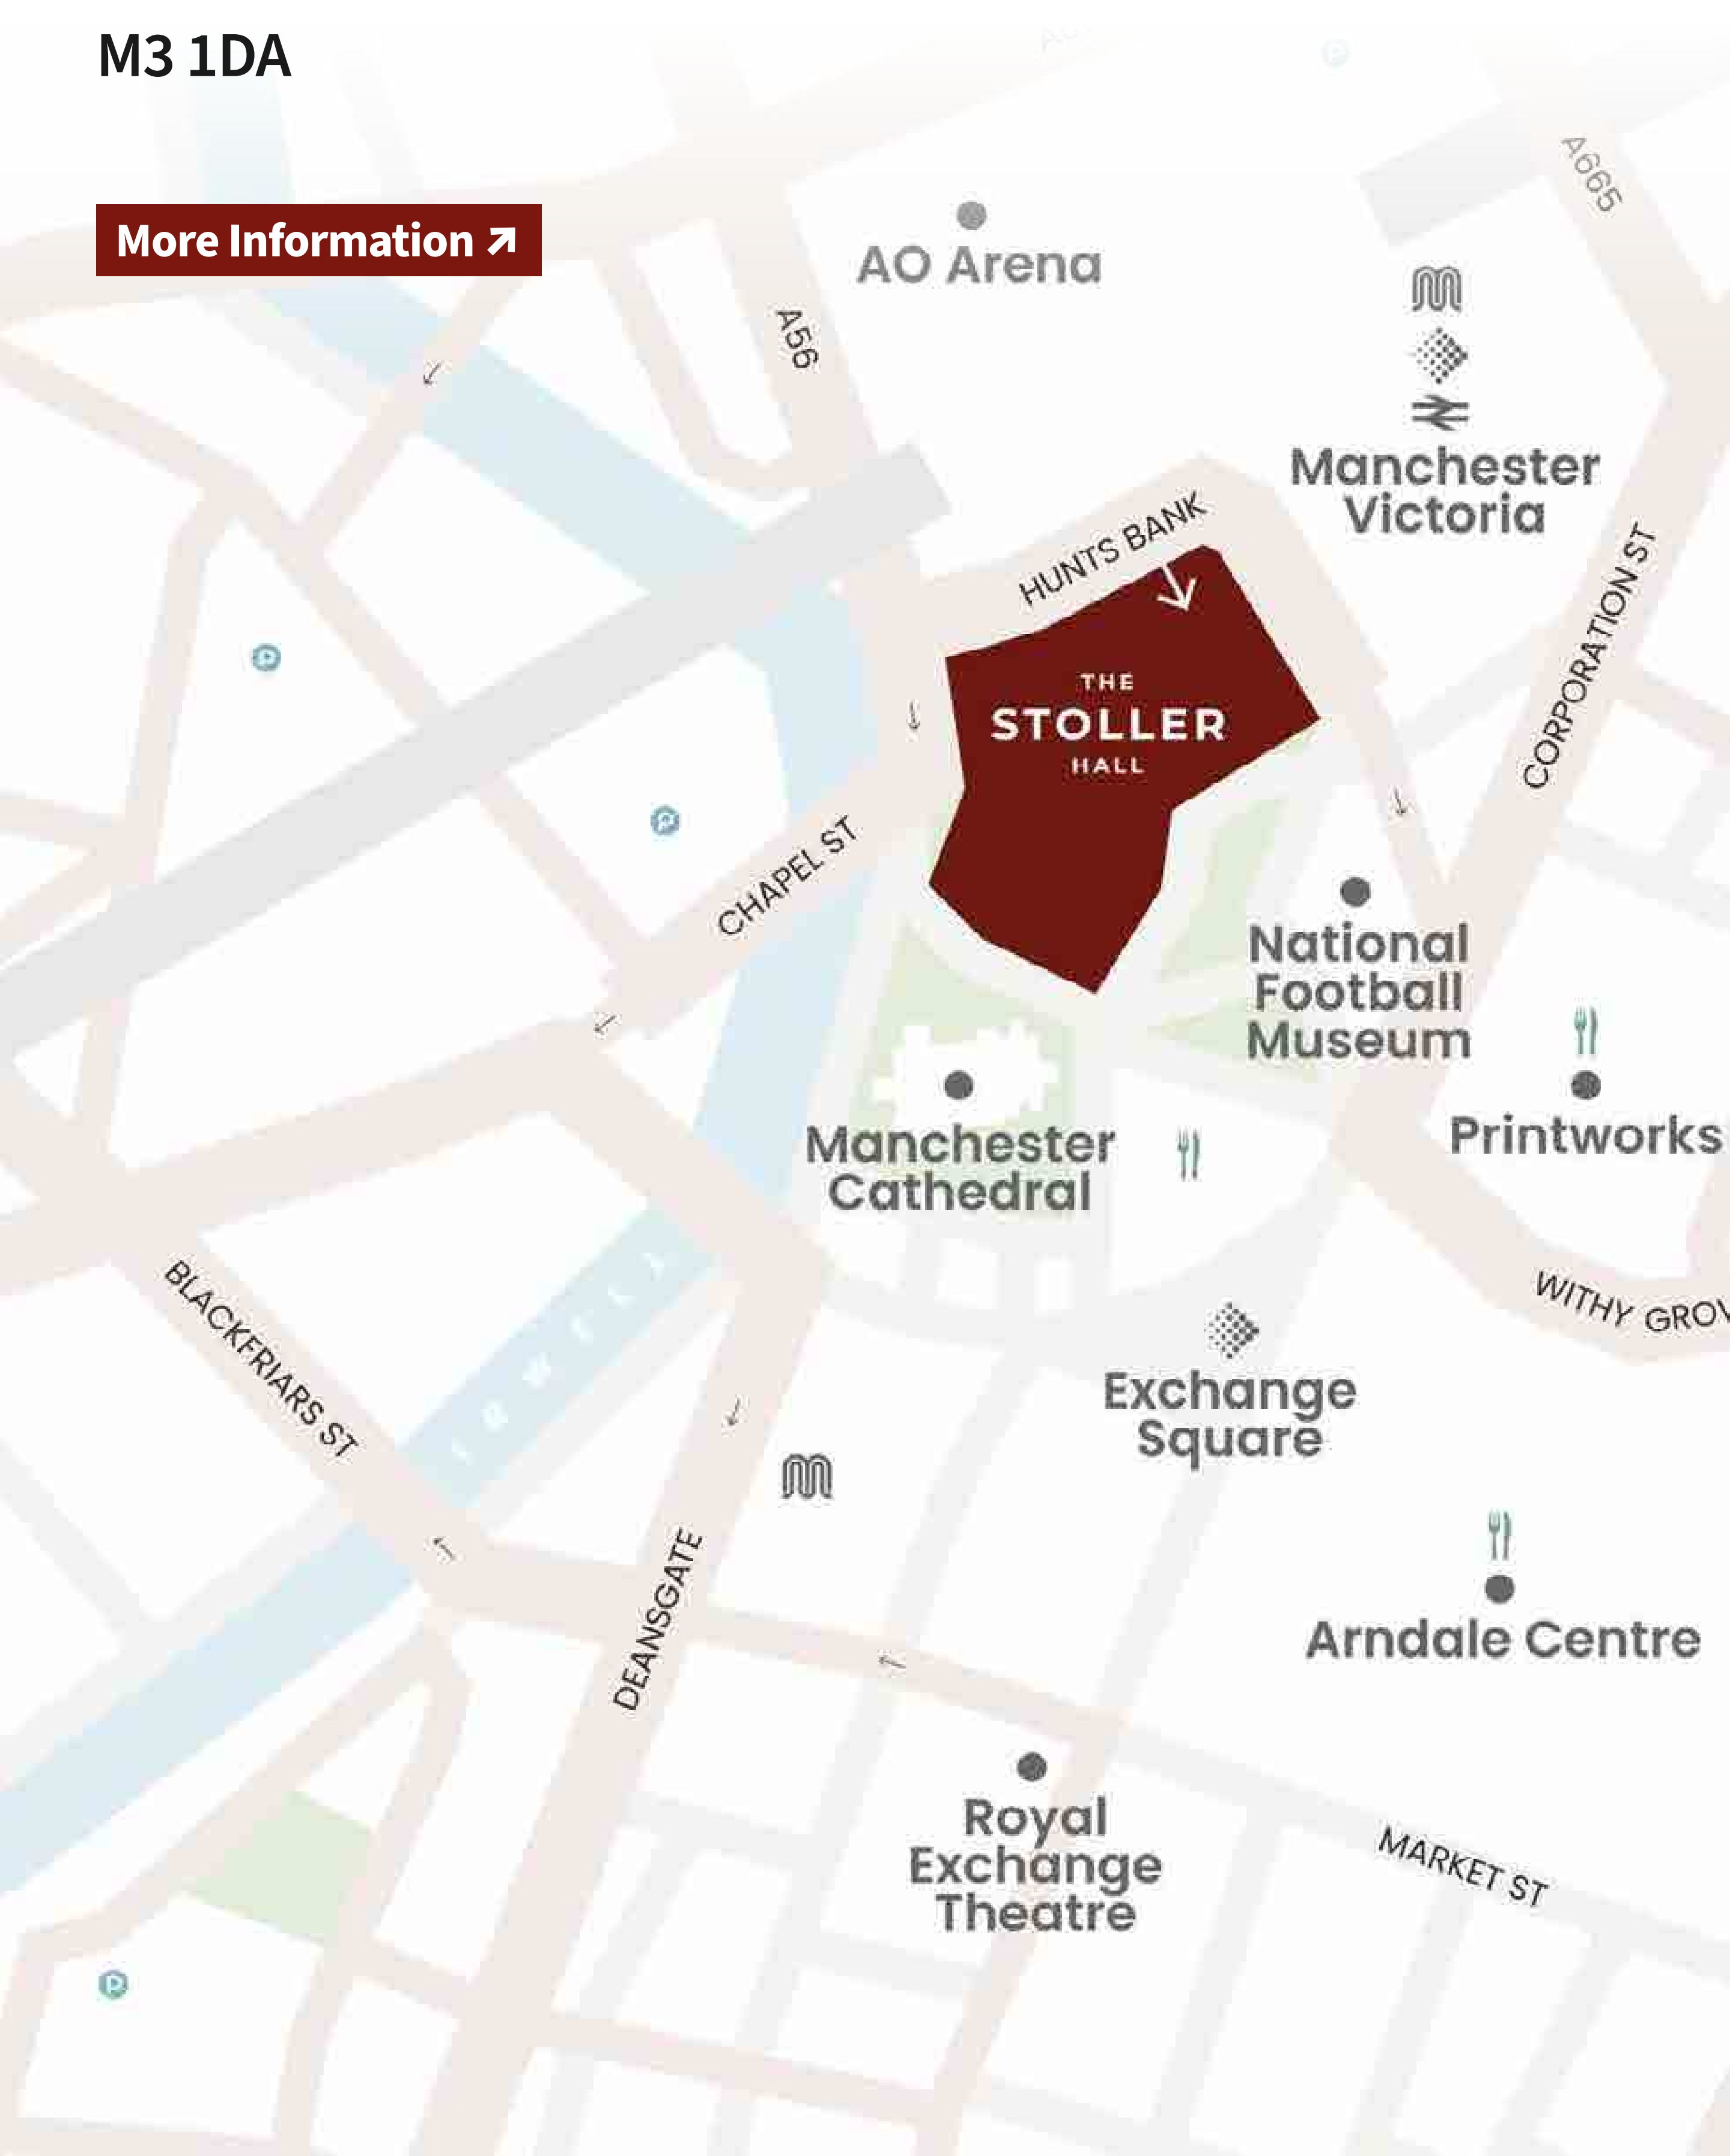 M3 1DA
More Information
A665
AO Arena
A56
Manchester
Victoria
HUNTS BANK
CORPORATION ST
THE
STOLLER
HALL
CHAPEL ST
National
Football
Museum
Printworks
Manchester
Cathedral
BLACKFRIARS ST
IRWELL
WITHY GROV
Exchange
Square
DEANSGATE
Arndale Centre
Royal
Exchange
Theatre
MARKET ST
P
P
P
P